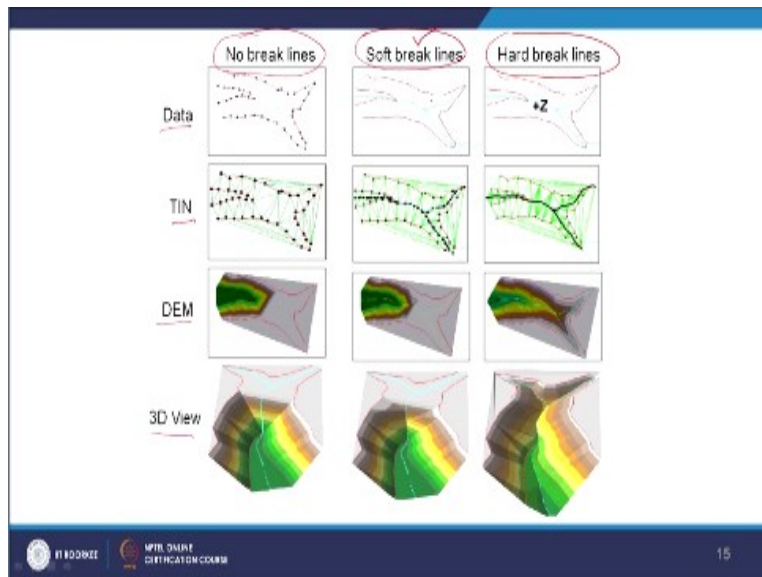 No break lines
Soft break lines
Hard break lines
Data
+Z
TIN
DEM
3D View
IIT ROORKEE
NPTEL ONLINE
CERTIFICATION COURSE
15